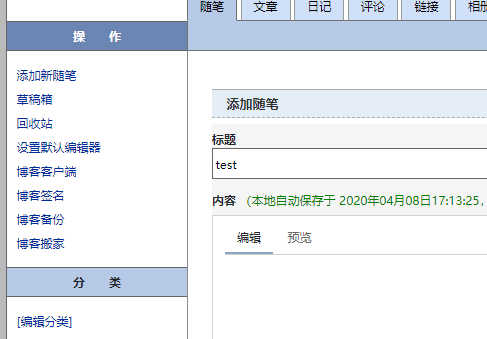 随笔 文章 日记 评论 链接 相册
操 作
添加新随笔
草稿箱
回收站
设置默认编辑器
博客客户端
博客签名
博客备份
博客搬家
分 类
[编辑分类]
添加随笔
标题
test
内容 （本地自动保存于 2020年04月08日17:13:25，
编辑 预览